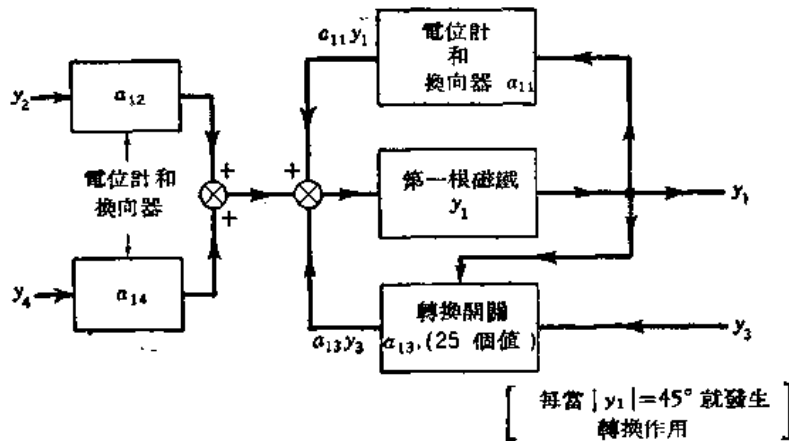 a₁₁y₁
電位計
和
換向器 a₁₁
y₂
a₁₂
+
+
+
電位計和
換向器
第一根磁鐵
y₁
y₁
y₄
a₁₄
轉換開關
a₁₃,(25 個值)
a₁₃y₃
y₃
每當|y₁|=45° 就發生
轉換作用